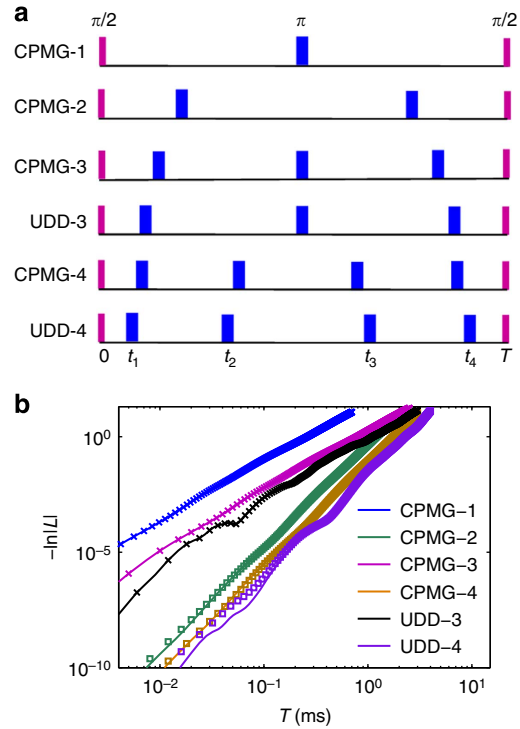 a
π/2 π π/2
CPMG-1
CPMG-2
CPMG-3
UDD-3
CPMG-4
UDD-4
0 t1 t2 t3 t4 T
b
−ln|L|
10^0
10^−5
10^−10
CPMG−1
CPMG−2
CPMG−3
CPMG−4
UDD−3
UDD−4
10^−2 10^−1 10^0 10^1
T (ms)